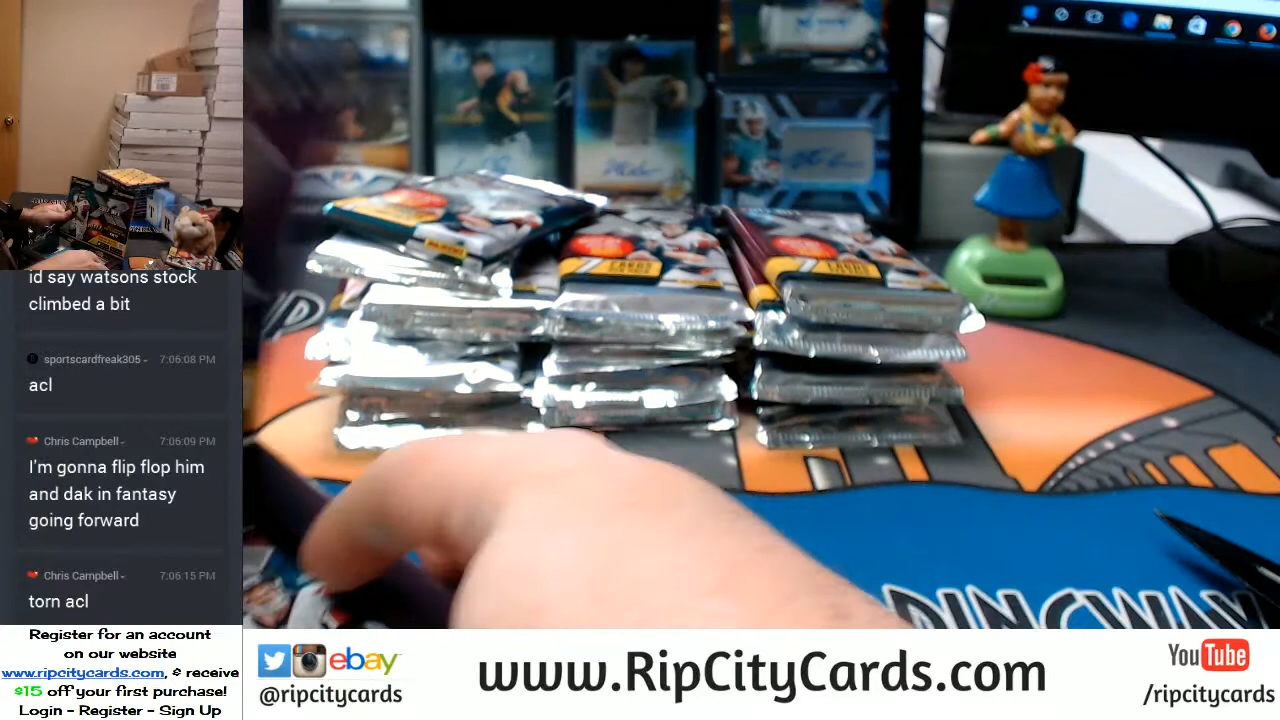 id say watsons stock
climbed a bit
sportscardfreak305
7:06:08 PM
acl
Chris Campbell
7:06:09 PM
I'm gonna flip flop him
and dak in fantasy
going forward
Chris Campbell
7:06:15 PM
torn acl
Register for an account
on our website
www.ripcitycards.com, & receive
$15 off your first purchase!
Login - Register - Sign Up
ebay
@ripcitycards
www.RipCityCards.com
YouTube
/ripcitycards
PANINI